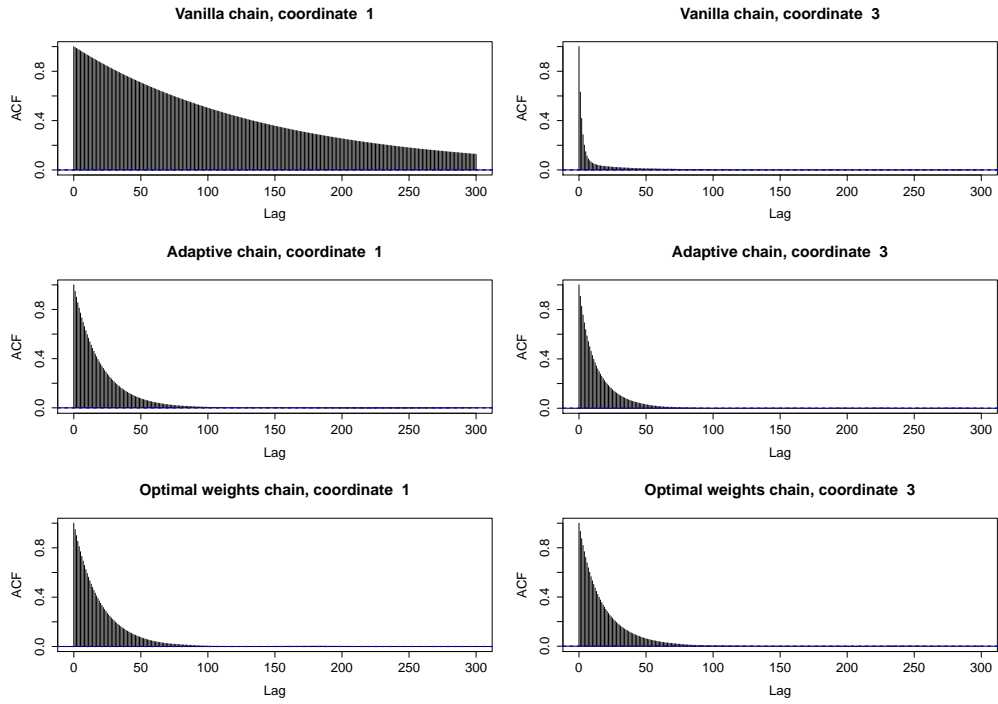 Vanilla chain, coordinate 1
ACF
0.0 0.4 0.8
0 50 100 150 200 250 300
Lag
Vanilla chain, coordinate 3
ACF
0.0 0.4 0.8
0 50 100 150 200 250 300
Lag
Adaptive chain, coordinate 1
ACF
0.0 0.4 0.8
0 50 100 150 200 250 300
Lag
Adaptive chain, coordinate 3
ACF
0.0 0.4 0.8
0 50 100 150 200 250 300
Lag
Optimal weights chain, coordinate 1
ACF
0.0 0.4 0.8
0 50 100 150 200 250 300
Lag
Optimal weights chain, coordinate 3
ACF
0.0 0.4 0.8
0 50 100 150 200 250 300
Lag